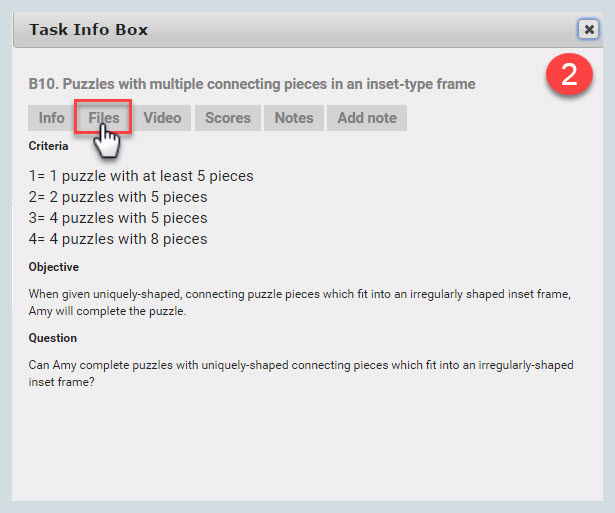 Task Info Box
2
B10. Puzzles with multiple connecting pieces in an inset-type frame
Info Files Video Scores Notes Add note
Criteria
1= 1 puzzle with at least 5 pieces
2= 2 puzzles with 5 pieces
3= 4 puzzles with 5 pieces
4= 4 puzzles with 8 pieces
Objective
When given uniquely-shaped, connecting puzzle pieces which fit into an irregularly shaped inset frame,
Amy will complete the puzzle.
Question
Can Amy complete puzzles with uniquely-shaped connecting pieces which fit into an irregularly-shaped
inset frame?